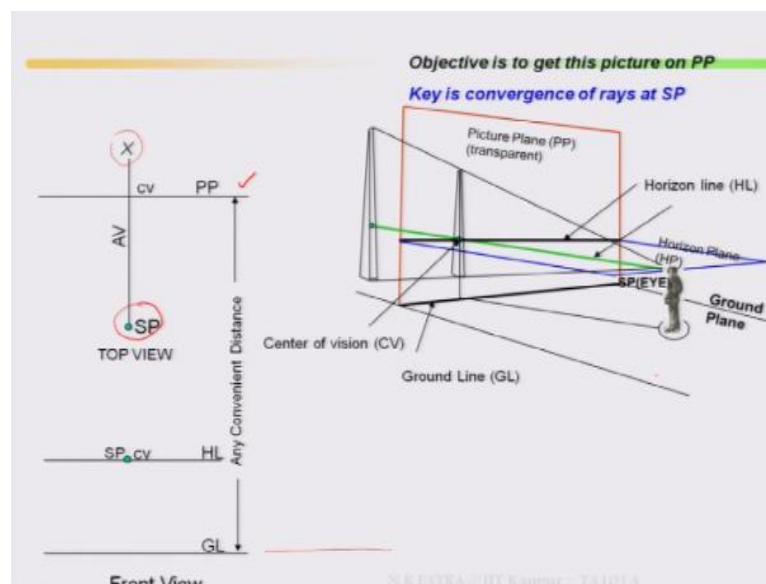 Objective is to get this picture on PP
Key is convergence of rays at SP
X
CV PP
AV
SP
TOP VIEW
Any Convenient Distance
SP CV HL
GL
Front View
Picture Plane (PP)
(transparent)
Horizon line (HL)
Horizon Plane
(HP)
SP(EYE)
Ground
Plane
Center of vision (CV)
Ground Line (GL)